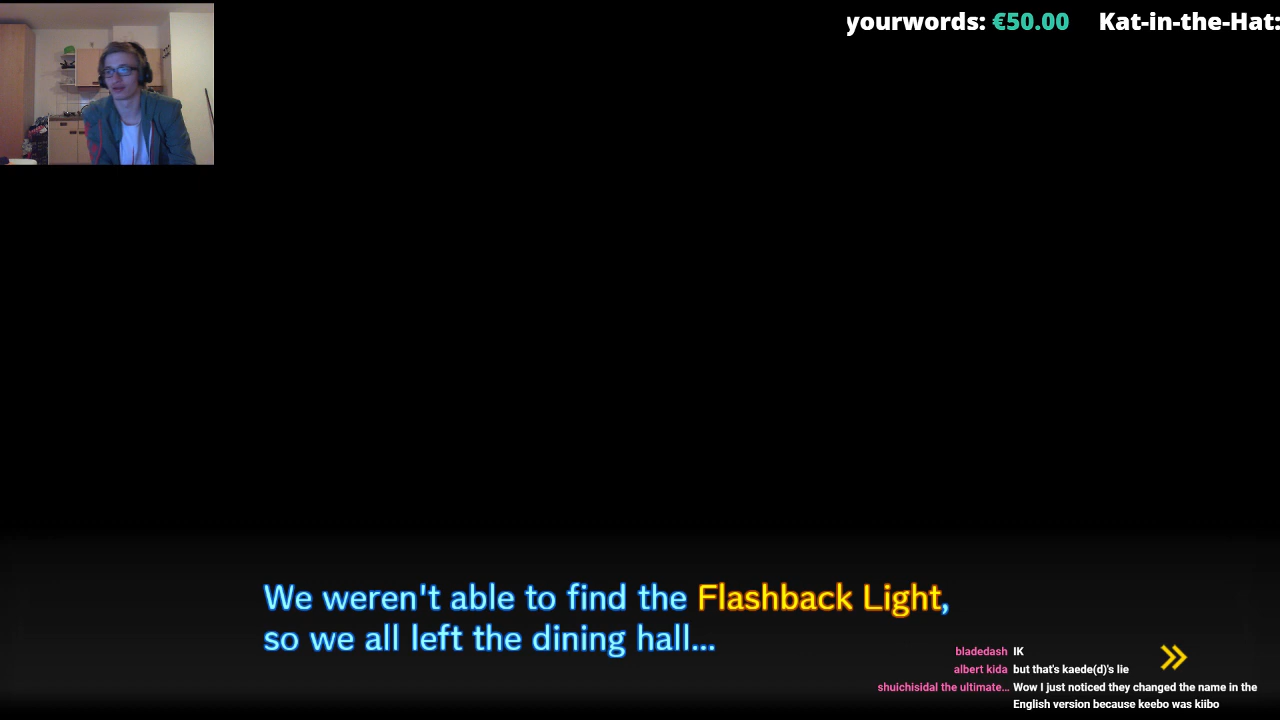 yourwords: €50.00 Kat-in-the-Hat:
We weren't able to find the Flashback Light,
so we all left the dining hall...
bladedash IK
albert kida but that's kaede(d)'s lie
shuichisidal the ultimate... Wow I just noticed they changed the name in the
English version because keebo was kiibo